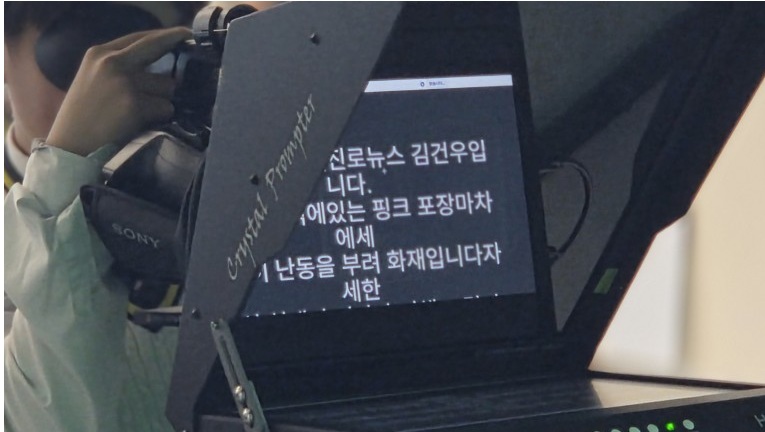 진로뉴스 김건우입
니다.
에있는 핑크 포장마차
에세
난동을 부려 화재입니다자
세한
Crystal Prompter
SONY